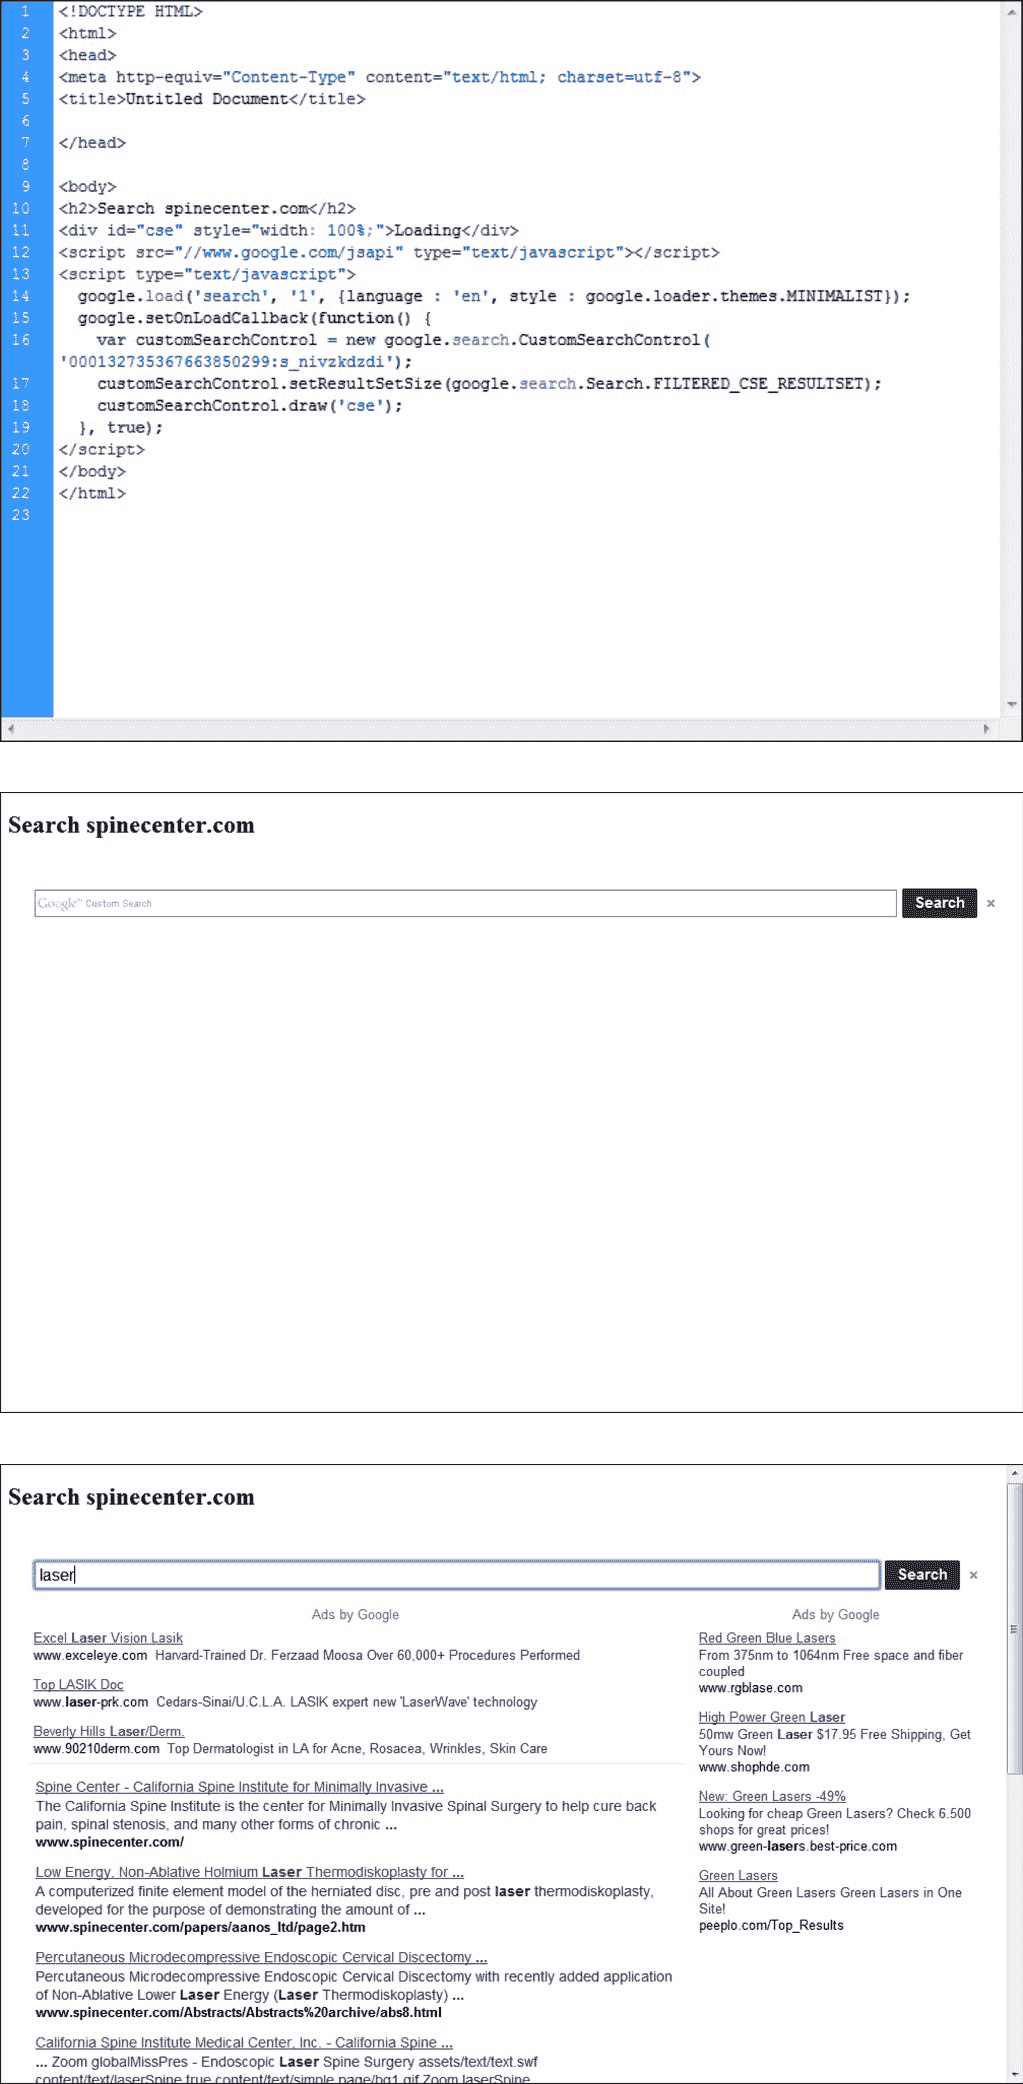 1 <!DOCTYPE HTML>
2 <html>
3 <head>
4 <meta http-equiv="Content-Type" content="text/html; charset=utf-8">
5 <title>Untitled Document</title>
6
7 </head>
8
9 <body>
10 <h2>Search spinecenter.com</h2>
11 <div id="cse" style="width: 100%;">Loading</div>
12 <script src="//www.google.com/jsapi" type="text/javascript"></script>
13 <script type="text/javascript">
14 google.load('search', '1', {language : 'en', style : google.loader.themes.MINIMALIST});
15 google.setOnLoadCallback(function() {
16 var customSearchControl = new google.search.CustomSearchControl(
'000132735367663850299:s_nivzkdzdi');
17 customSearchControl.setResultSetSize(google.search.Search.FILTERED_CSE_RESULTSET);
18 customSearchControl.draw('cse');
19 }, true);
20 </script>
21 </body>
22 </html>
23
Search spinecenter.com
Google™ Custom Search Search ×
Search spinecenter.com
laser Search ×
Ads by Google
Excel Laser Vision Lasik
www.exceleye.com Harvard-Trained Dr. Ferzaad Moosa Over 60,000+ Procedures Performed
Top LASIK Doc
www.laser-prk.com Cedars-Sinai/U.C.L.A. LASIK expert new 'LaserWave' technology
Beverly Hills Laser/Derm.
www.90210derm.com Top Dermatologist in LA for Acne, Rosacea, Wrinkles, Skin Care
Spine Center - California Spine Institute for Minimally Invasive ...
The California Spine Institute is the center for Minimally Invasive Spinal Surgery to help cure back
pain, spinal stenosis, and many other forms of chronic ...
www.spinecenter.com/
Low Energy, Non-Ablative Holmium Laser Thermodiskoplasty for ...
A computerized finite element model of the herniated disc, pre and post laser thermodiskoplasty,
developed for the purpose of demonstrating the amount of ...
www.spinecenter.com/papers/aanos_ltd/page2.htm
Percutaneous Microdecompressive Endoscopic Cervical Discectomy ...
Percutaneous Microdecompressive Endoscopic Cervical Discectomy with recently added application
of Non-Ablative Lower Laser Energy (Laser Thermodiskoplasty) ...
www.spinecenter.com/Abstracts/Abstracts%20archive/abs8.html
California Spine Institute Medical Center, Inc. - California Spine ...
... Zoom globalMissPres - Endoscopic Laser Spine Surgery assets/text/text.swf
content/text/laserSpine true content/text/simple page/bg1.gif Zoom laserSpine
Ads by Google
Red Green Blue Lasers
From 375nm to 1064nm Free space and fiber
coupled
www.rgblase.com
High Power Green Laser
50mw Green Laser $17.95 Free Shipping, Get
Yours Now!
www.shophde.com
New: Green Lasers -49%
Looking for cheap Green Lasers? Check 6.500
shops for great prices!
www.green-lasers.best-price.com
Green Lasers
All About Green Lasers Green Lasers in One
Site!
peeplo.com/Top_Results